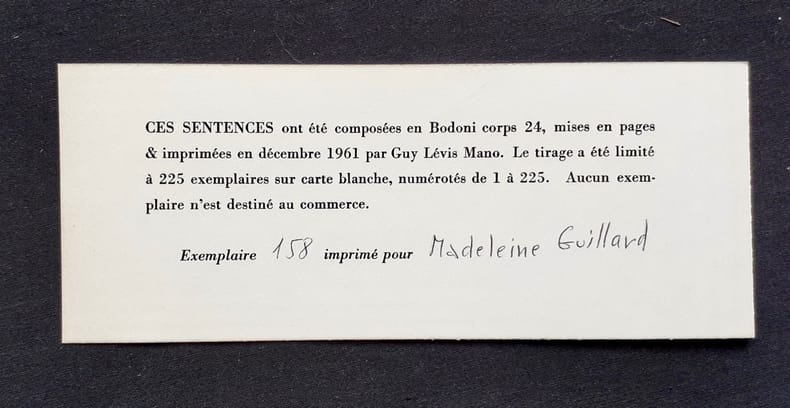 CES SENTENCES ont été composées en Bodoni corps 24, mises en pages
& imprimées en décembre 1961 par Guy Lévis Mano. Le tirage a été limité
à 225 exemplaires sur carte blanche, numérotés de 1 à 225. Aucun exem-
plaire n'est destiné au commerce.
Exemplaire 158 imprimé pour Madeleine Guillard